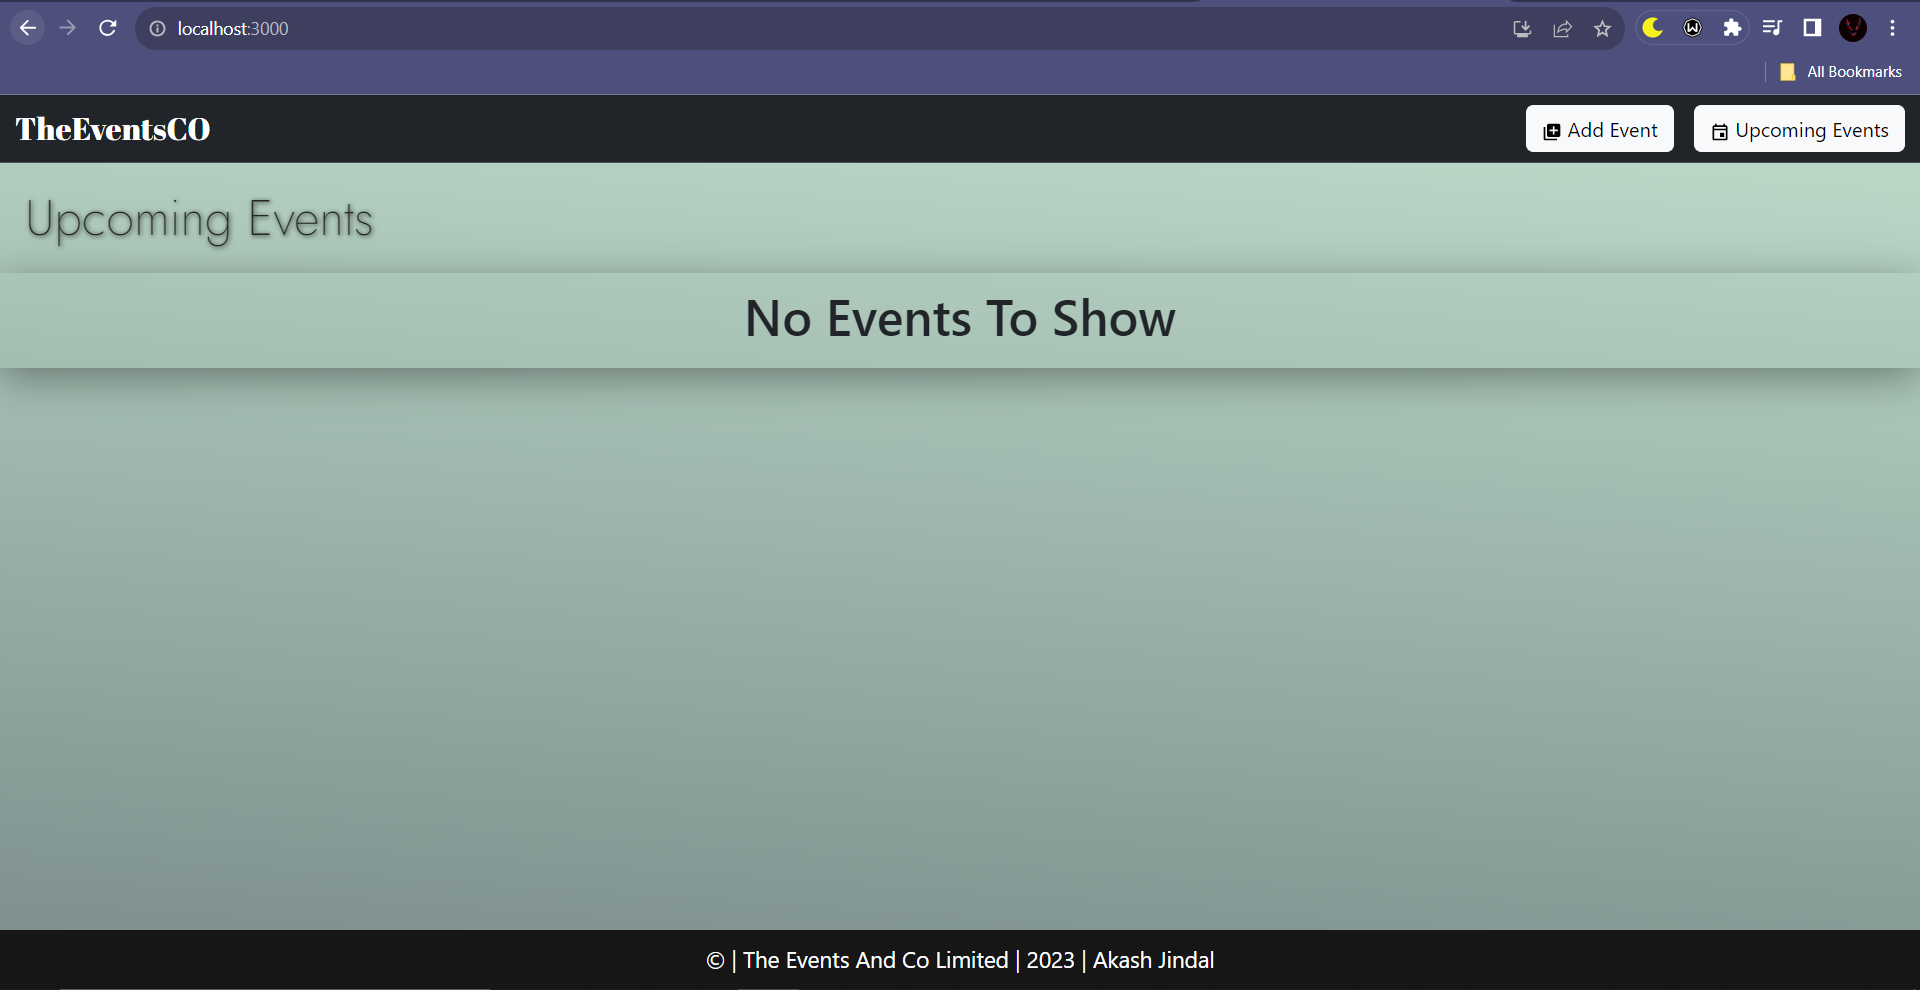 localhost:3000
All Bookmarks
TheEventsCO
Add Event
Upcoming Events
Upcoming Events
No Events To Show
© | The Events And Co Limited | 2023 | Akash Jindal